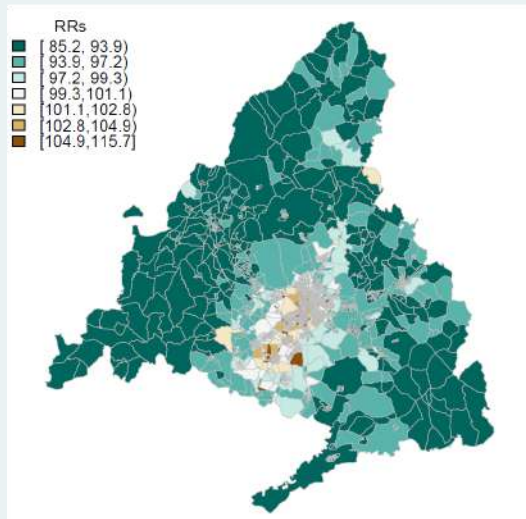 RRs
[ 85.2, 93.9)
[ 93.9, 97.2)
[ 97.2, 99.3)
[ 99.3,101.1)
[101.1,102.8)
[102.8,104.9)
[104.9,115.7]